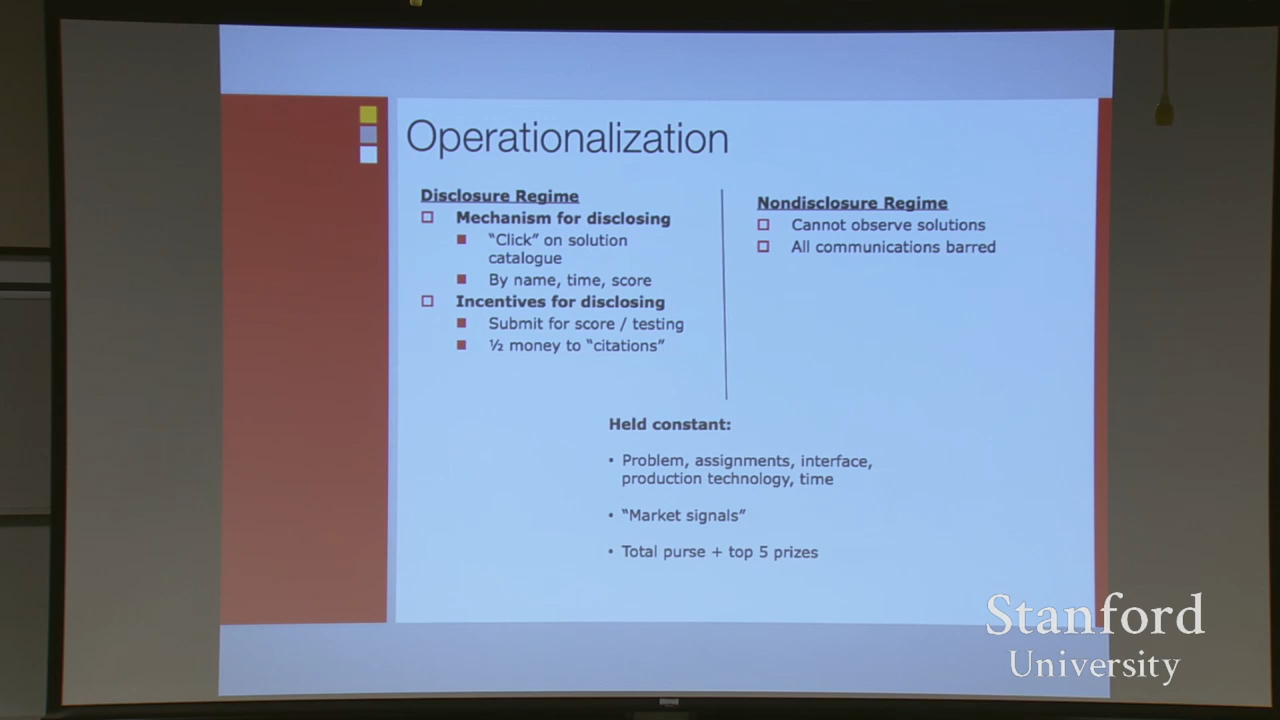 Operationalization
Disclosure Regime
Mechanism for disclosing
“Click” on solution
catalogue
By name, time, score
Incentives for disclosing
Submit for score / testing
½ money to “citations”
Nondisclosure Regime
Cannot observe solutions
All communications barred
Held constant:
• Problem, assignments, interface,
production technology, time
• “Market signals”
• Total purse + top 5 prizes
Stanford
University